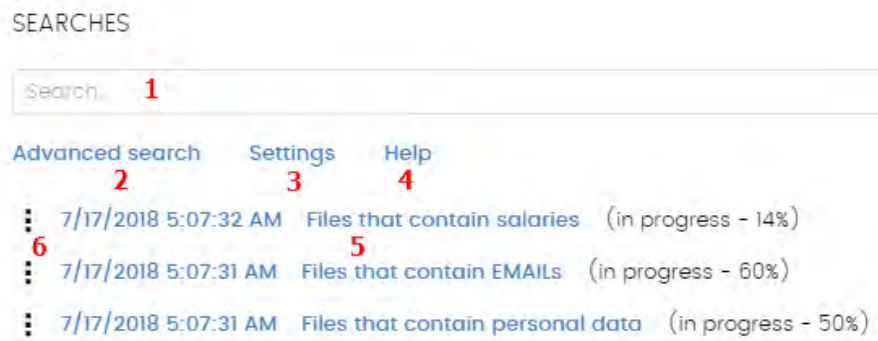 SEARCHES
Search... 1
Advanced search Settings Help
2 3 4
7/17/2018 5:07:32 AM Files that contain salaries (in progress - 14%)
6 5
7/17/2018 5:07:31 AM Files that contain EMAILs (in progress - 60%)
7/17/2018 5:07:31 AM Files that contain personal data (in progress - 50%)